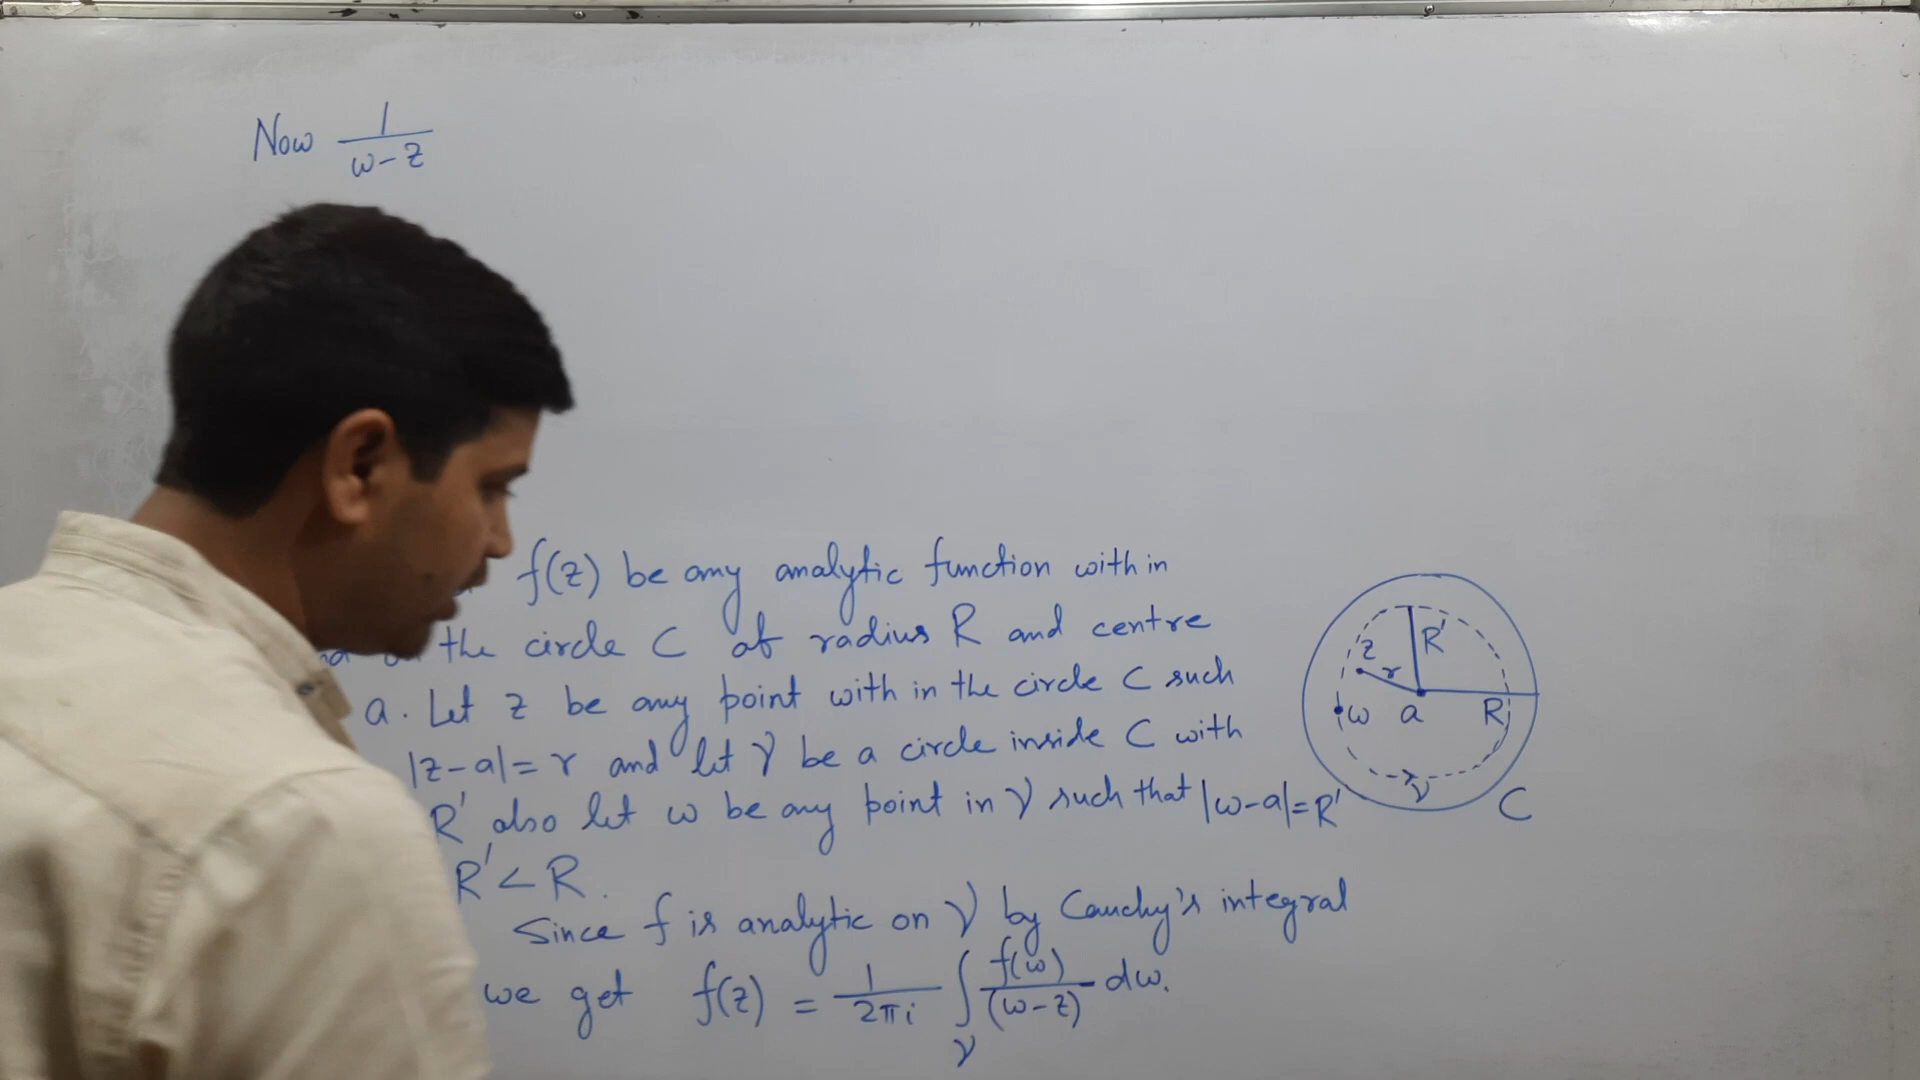 Now 1/(ω-z)
f(z) be any analytic function with in
the circle C of radius R and centre
a. Let z be any point with in the circle C such
|z-a|=r and let γ be a circle inside C with
R' also let ω be any point in γ such that |ω-a|=R'
R'<R.
Since f is analytic on γ by Cauchy's integral
we get f(z) = 1/2πi ∫γ f(ω)/(ω-z) dω.
z R'
r
ω a R
γ C